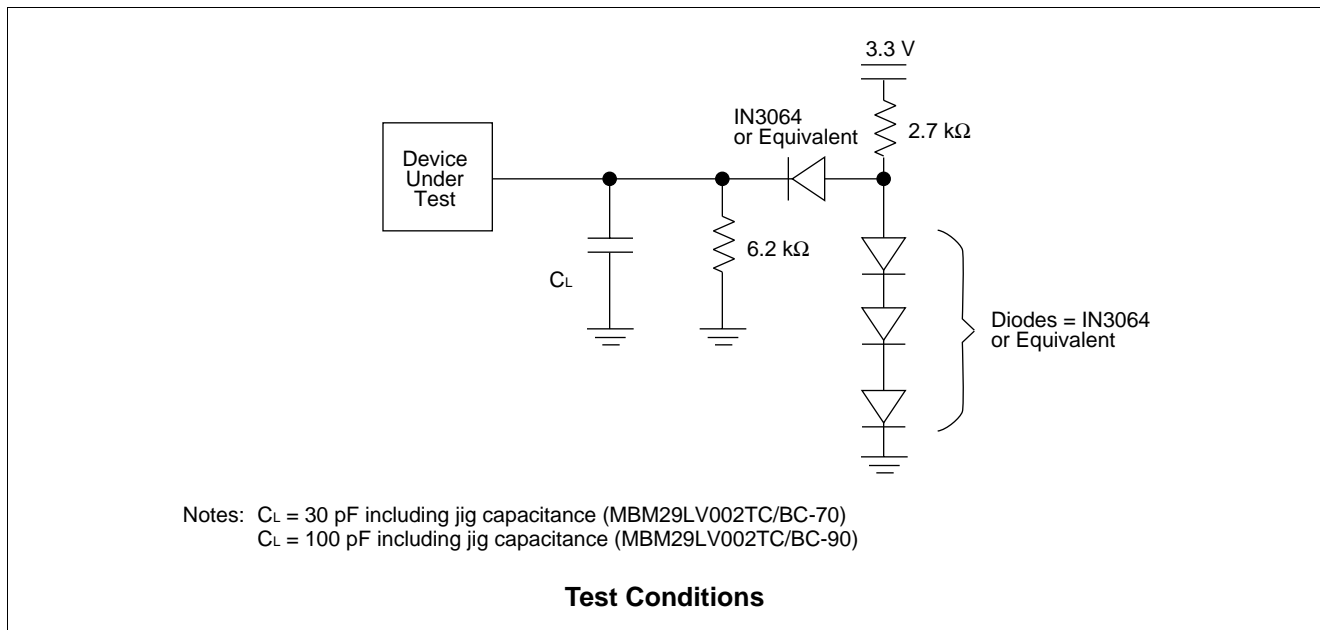 3.3 V
IN3064
or Equivalent
2.7 kΩ
Device
Under
Test
6.2 kΩ
CL
Diodes = IN3064
or Equivalent
Notes: CL = 30 pF including jig capacitance (MBM29LV002TC/BC-70)
CL = 100 pF including jig capacitance (MBM29LV002TC/BC-90)
Test Conditions